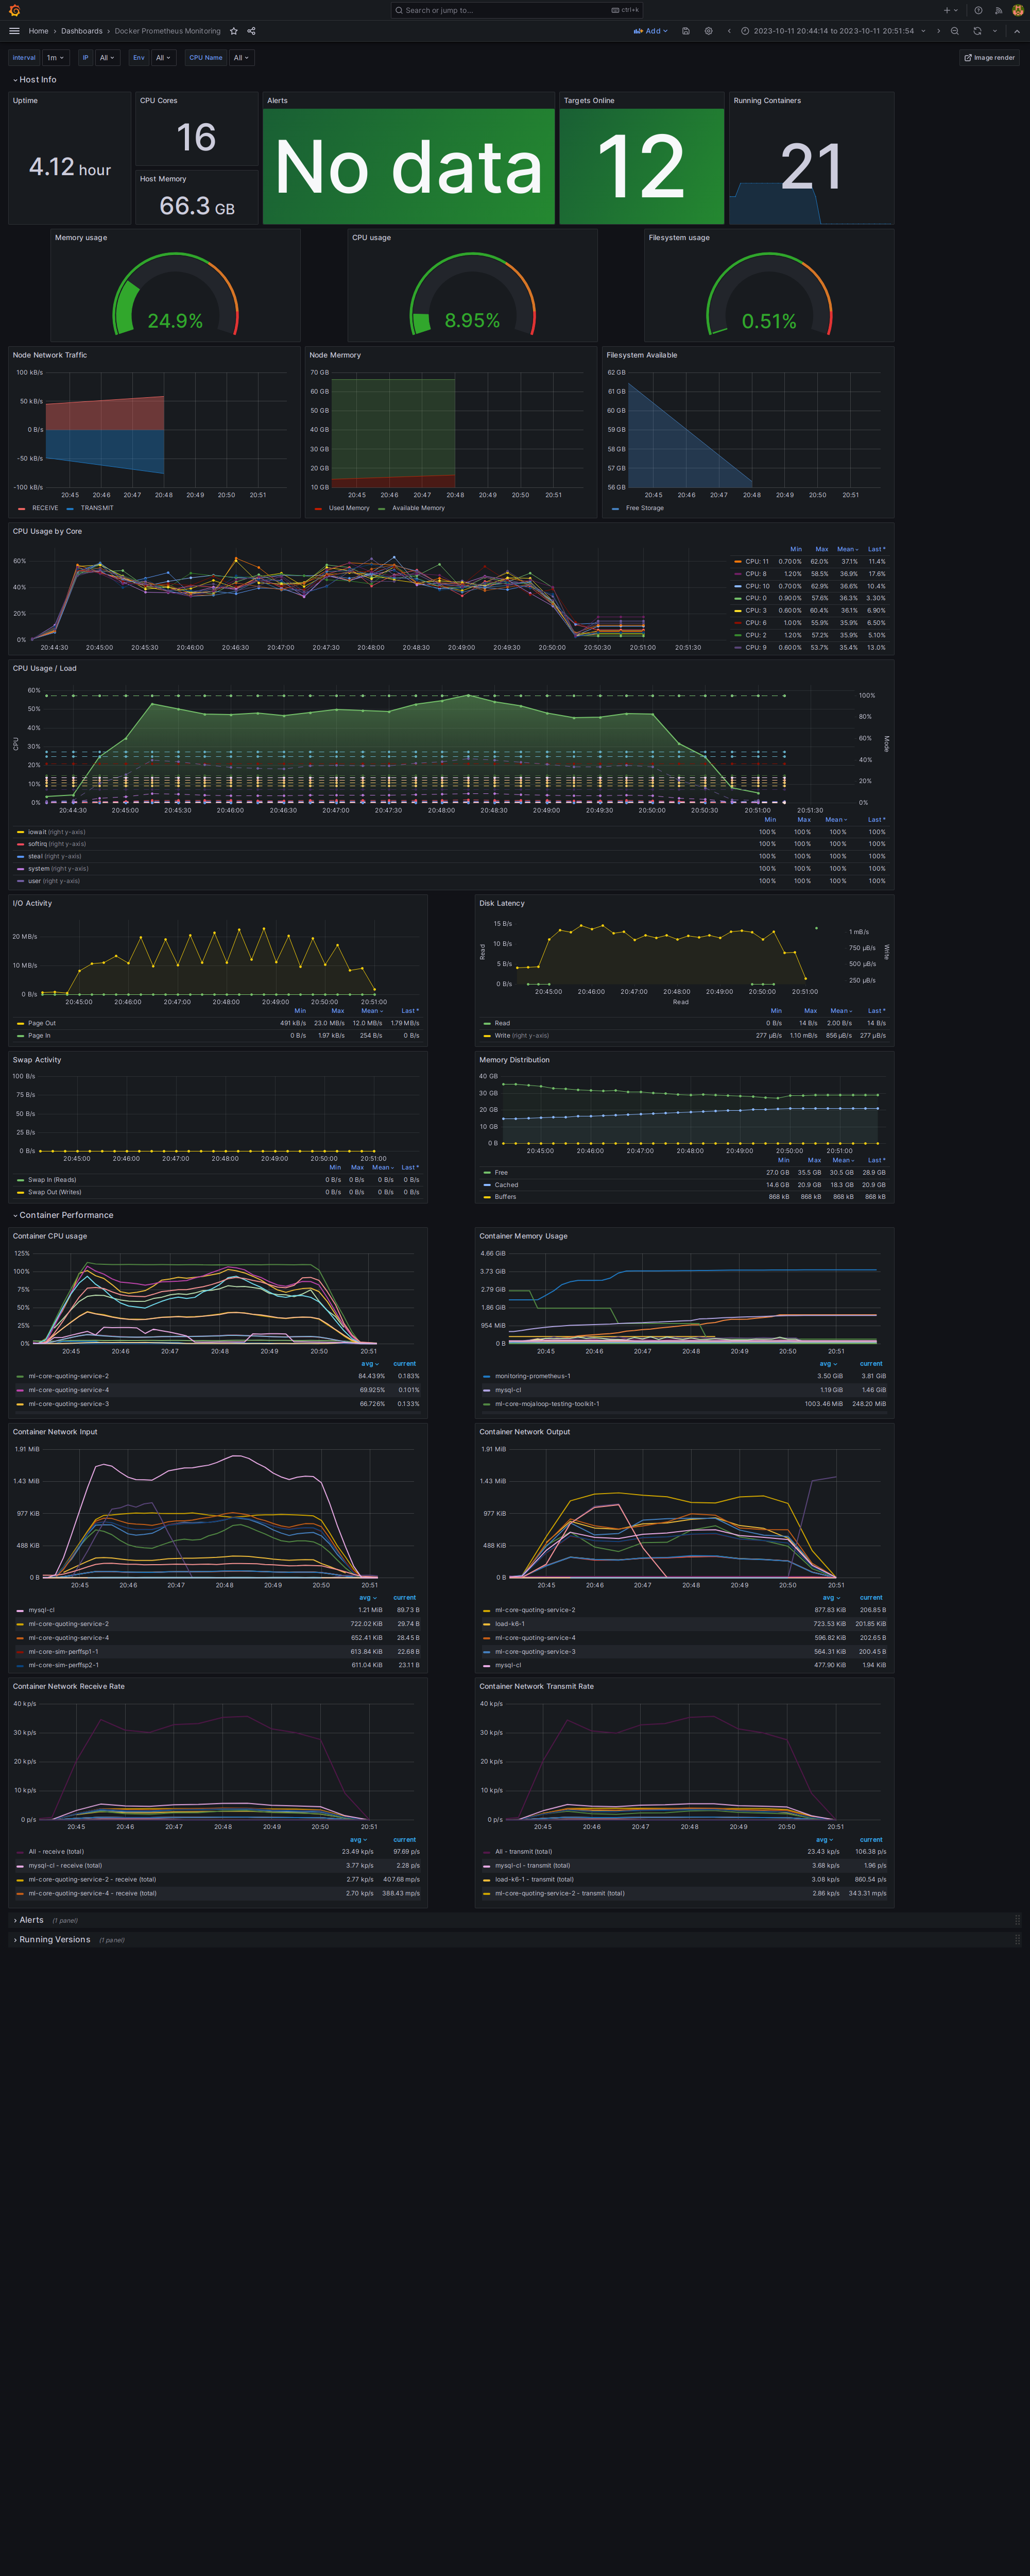 Search or jump to...
ctrl+k
Home › Dashboards › Docker Prometheus Monitoring
Add
2023-10-11 20:44:14 to 2023-10-11 20:51:54
Interval 1m IP All Env All CPU Name All
Image render
Host Info
Uptime
4.12 hour
CPU Cores
16
Host Memory
66.3 GB
Alerts
No data
Targets Online
12
Running Containers
21
Memory usage
24.9%
CPU usage
8.95%
Filesystem usage
0.51%
Node Network Traffic
100 kB/s
50 kB/s
0 B/s
-50 kB/s
-100 kB/s
20:45 20:46 20:47 20:48 20:49 20:50 20:51
RECEIVE TRANSMIT
Node Mermory
70 GB
60 GB
50 GB
40 GB
30 GB
20 GB
10 GB
20:45 20:46 20:47 20:48 20:49 20:50 20:51
Used Memory Available Memory
Filesystem Available
62 GB
61 GB
60 GB
59 GB
58 GB
57 GB
56 GB
20:45 20:46 20:47 20:48 20:49 20:50 20:51
Free Storage
CPU Usage by Core
60%
40%
20%
0%
20:44:30 20:45:00 20:45:30 20:46:00 20:46:30 20:47:00 20:47:30 20:48:00 20:48:30 20:49:00 20:49:30 20:50:00 20:50:30 20:51:00 20:51:30
Min Max Mean Last *
CPU: 11 0.700% 62.0% 37.1% 11.4%
CPU: 8 1.20% 58.5% 36.9% 17.6%
CPU: 10 0.700% 62.9% 36.6% 10.4%
CPU: 0 0.900% 57.6% 36.3% 3.30%
CPU: 3 0.600% 60.4% 36.1% 6.90%
CPU: 6 1.00% 55.9% 35.9% 6.50%
CPU: 2 1.20% 57.2% 35.9% 5.10%
CPU: 9 0.600% 53.7% 35.4% 13.0%
CPU Usage / Load
CPU
60%
50%
40%
30%
20%
10%
0%
100%
80%
60%
40%
20%
0%
Mode
20:44:30 20:45:00 20:45:30 20:46:00 20:46:30 20:47:00 20:47:30 20:48:00 20:48:30 20:49:00 20:49:30 20:50:00 20:50:30 20:51:00 20:51:30
Min Max Mean Last *
iowait (right y-axis) 100% 100% 100% 100%
softirq (right y-axis) 100% 100% 100% 100%
steal (right y-axis) 100% 100% 100% 100%
system (right y-axis) 100% 100% 100% 100%
user (right y-axis) 100% 100% 100% 100%
I/O Activity
20 MB/s
10 MB/s
0 B/s
20:45:00 20:46:00 20:47:00 20:48:00 20:49:00 20:50:00 20:51:00
Min Max Mean Last *
Page Out 491 kB/s 23.0 MB/s 12.0 MB/s 1.79 MB/s
Page In 0 B/s 1.97 kB/s 254 B/s 0 B/s
Disk Latency
Read
15 B/s
10 B/s
5 B/s
0 B/s
1 mB/s
750 µB/s
500 µB/s
250 µB/s
Write
20:45:00 20:46:00 20:47:00 20:48:00 20:49:00 20:50:00 20:51:00
Read
Min Max Mean Last *
Read 0 B/s 14 B/s 2.00 B/s 14 B/s
Write (right y-axis) 277 µB/s 1.10 mB/s 856 µB/s 277 µB/s
Swap Activity
100 B/s
75 B/s
50 B/s
25 B/s
0 B/s
20:45:00 20:46:00 20:47:00 20:48:00 20:49:00 20:50:00 20:51:00
Min Max Mean Last *
Swap In (Reads) 0 B/s 0 B/s 0 B/s 0 B/s
Swap Out (Writes) 0 B/s 0 B/s 0 B/s 0 B/s
Memory Distribution
40 GB
30 GB
20 GB
10 GB
0 B
20:45:00 20:46:00 20:47:00 20:48:00 20:49:00 20:50:00 20:51:00
Min Max Mean Last *
Free 27.0 GB 35.5 GB 30.5 GB 28.9 GB
Cached 14.6 GB 20.9 GB 18.3 GB 20.9 GB
Buffers 868 kB 868 kB 868 kB 868 kB
Container Performance
Container CPU usage
125%
100%
75%
50%
25%
0%
20:45 20:46 20:47 20:48 20:49 20:50 20:51
avg current
ml-core-quoting-service-2 84.439% 0.183%
ml-core-quoting-service-4 69.925% 0.101%
ml-core-quoting-service-3 66.726% 0.133%
Container Memory Usage
4.66 GiB
3.73 GiB
2.79 GiB
1.86 GiB
954 MiB
0 B
20:45 20:46 20:47 20:48 20:49 20:50 20:51
avg current
monitoring-prometheus-1 3.50 GiB 3.81 GiB
mysql-cl 1.19 GiB 1.46 GiB
ml-core-mojaloop-testing-toolkit-1 1003.46 MiB 248.20 MiB
Container Network Input
1.91 MiB
1.43 MiB
977 KiB
488 KiB
0 B
20:45 20:46 20:47 20:48 20:49 20:50 20:51
avg current
mysql-cl 1.21 MiB 89.73 B
ml-core-quoting-service-2 722.02 KiB 29.74 B
ml-core-quoting-service-4 652.41 KiB 28.45 B
ml-core-sim-perffsp1-1 613.84 KiB 22.68 B
ml-core-sim-perffsp2-1 611.04 KiB 23.11 B
Container Network Output
1.91 MiB
1.43 MiB
977 KiB
488 KiB
0 B
20:45 20:46 20:47 20:48 20:49 20:50 20:51
avg current
ml-core-quoting-service-2 877.83 KiB 206.85 B
load-k6-1 723.53 KiB 201.85 KiB
ml-core-quoting-service-4 596.82 KiB 202.65 B
ml-core-quoting-service-3 564.31 KiB 200.45 B
mysql-cl 477.90 KiB 1.94 KiB
Container Network Receive Rate
40 kp/s
30 kp/s
20 kp/s
10 kp/s
0 p/s
20:45 20:46 20:47 20:48 20:49 20:50 20:51
avg current
All - receive (total) 23.49 kp/s 97.69 p/s
mysql-cl - receive (total) 3.77 kp/s 2.28 p/s
ml-core-quoting-service-2 - receive (total) 2.77 kp/s 407.68 mp/s
ml-core-quoting-service-4 - receive (total) 2.70 kp/s 388.43 mp/s
Container Network Transmit Rate
40 kp/s
30 kp/s
20 kp/s
10 kp/s
0 p/s
20:45 20:46 20:47 20:48 20:49 20:50 20:51
avg current
All - transmit (total) 23.43 kp/s 106.38 p/s
mysql-cl - transmit (total) 3.68 kp/s 1.96 p/s
load-k6-1 - transmit (total) 3.08 kp/s 860.54 p/s
ml-core-quoting-service-2 - transmit (total) 2.86 kp/s 343.31 mp/s
Alerts (1 panel)
Running Versions (1 panel)